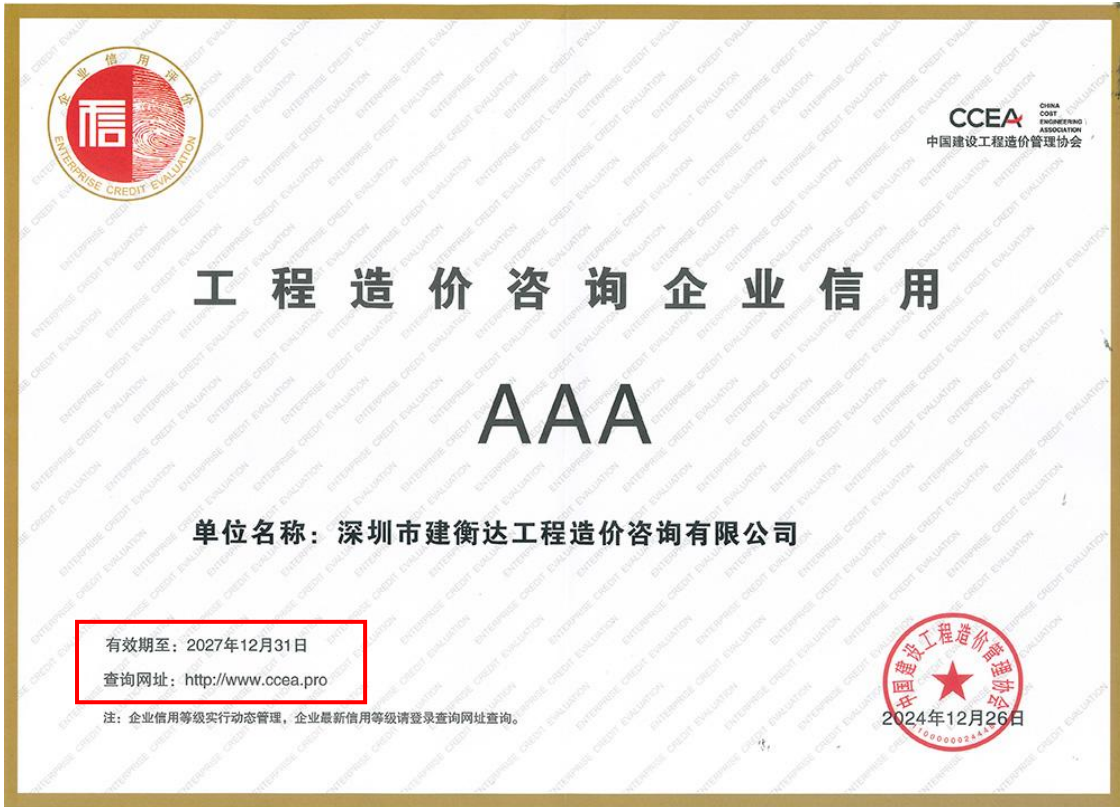 企业信用评价
ENTERPRISE CREDIT EVALUATION
信
CCEA
CHINA
COST
ENGINEERING
ASSOCIATION
中国建设工程造价管理协会
工程造价咨询企业信用
AAA
单位名称：深圳市建衡达工程造价咨询有限公司
有效期至：2027年12月31日
查询网址：http://www.ccea.pro
注：企业信用等级实行动态管理，企业最新信用等级请登录查询网址查询。
中国建设工程造价管理协会
2024年12月26日